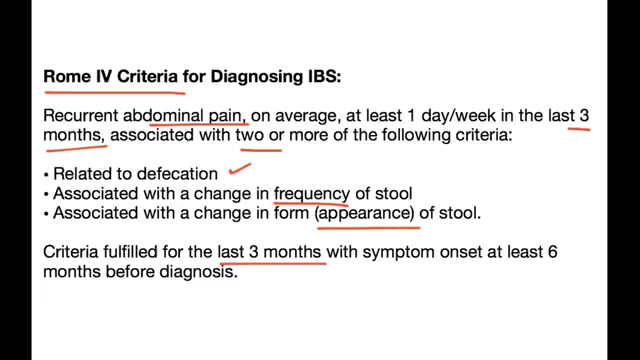 Rome IV Criteria for Diagnosing IBS:
Recurrent abdominal pain, on average, at least 1 day/week in the last 3
months, associated with two or more of the following criteria:
• Related to defecation
• Associated with a change in frequency of stool
• Associated with a change in form (appearance) of stool.
Criteria fulfilled for the last 3 months with symptom onset at least 6
months before diagnosis.